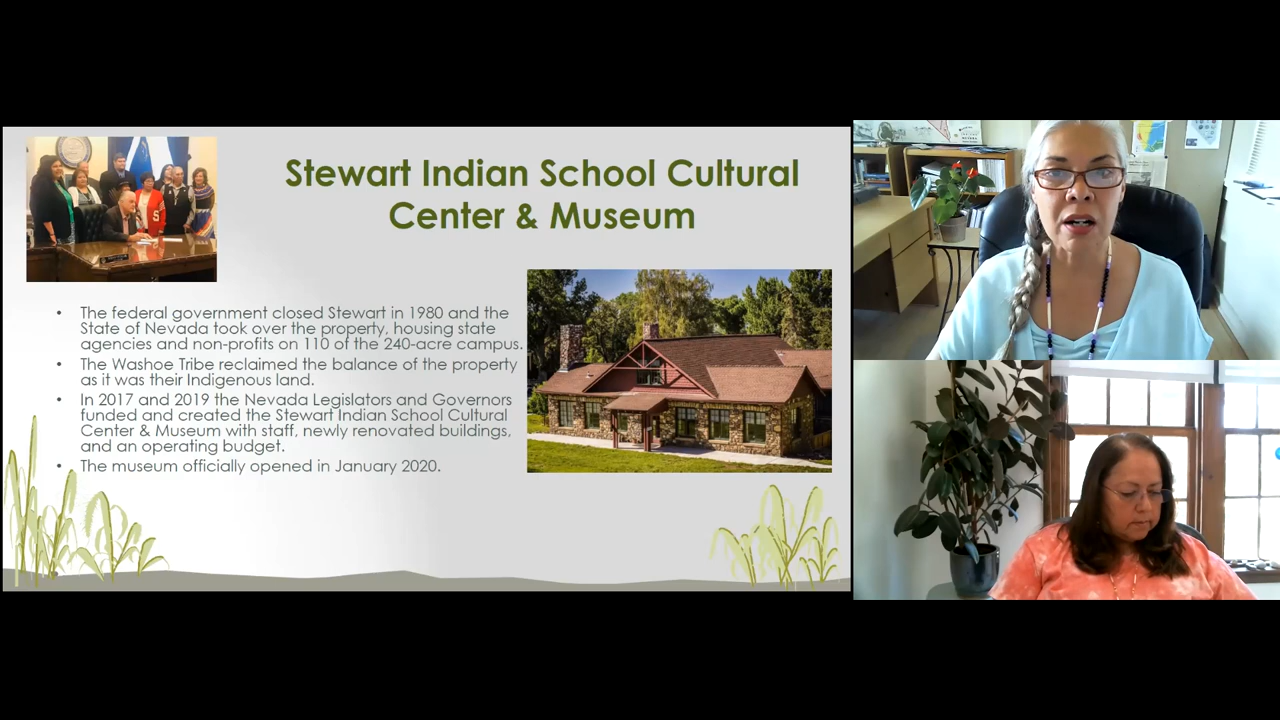 Stewart Indian School Cultural
Center & Museum
• The federal government closed Stewart in 1980 and the
State of Nevada took over the property, housing state
agencies and non-profits on 110 of the 240-acre campus.
• The Washoe Tribe reclaimed the balance of the property
as it was their Indigenous land.
• In 2017 and 2019 the Nevada Legislators and Governors
funded and created the Stewart Indian School Cultural
Center & Museum with staff, newly renovated buildings,
and an operating budget.
• The museum officially opened in January 2020.
S